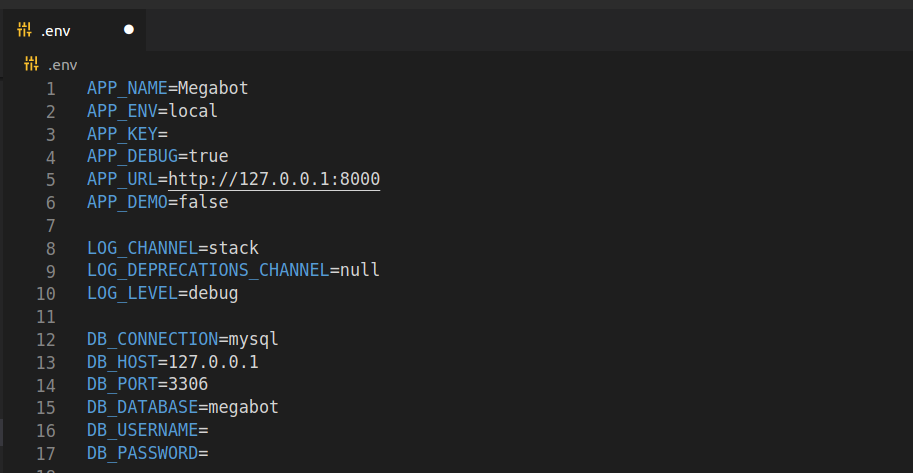 .env
.env
1 APP_NAME=Megabot
2 APP_ENV=local
3 APP_KEY=
4 APP_DEBUG=true
5 APP_URL=http://127.0.0.1:8000
6 APP_DEMO=false
7
8 LOG_CHANNEL=stack
9 LOG_DEPRECATIONS_CHANNEL=null
10 LOG_LEVEL=debug
11
12 DB_CONNECTION=mysql
13 DB_HOST=127.0.0.1
14 DB_PORT=3306
15 DB_DATABASE=megabot
16 DB_USERNAME=
17 DB_PASSWORD=
18